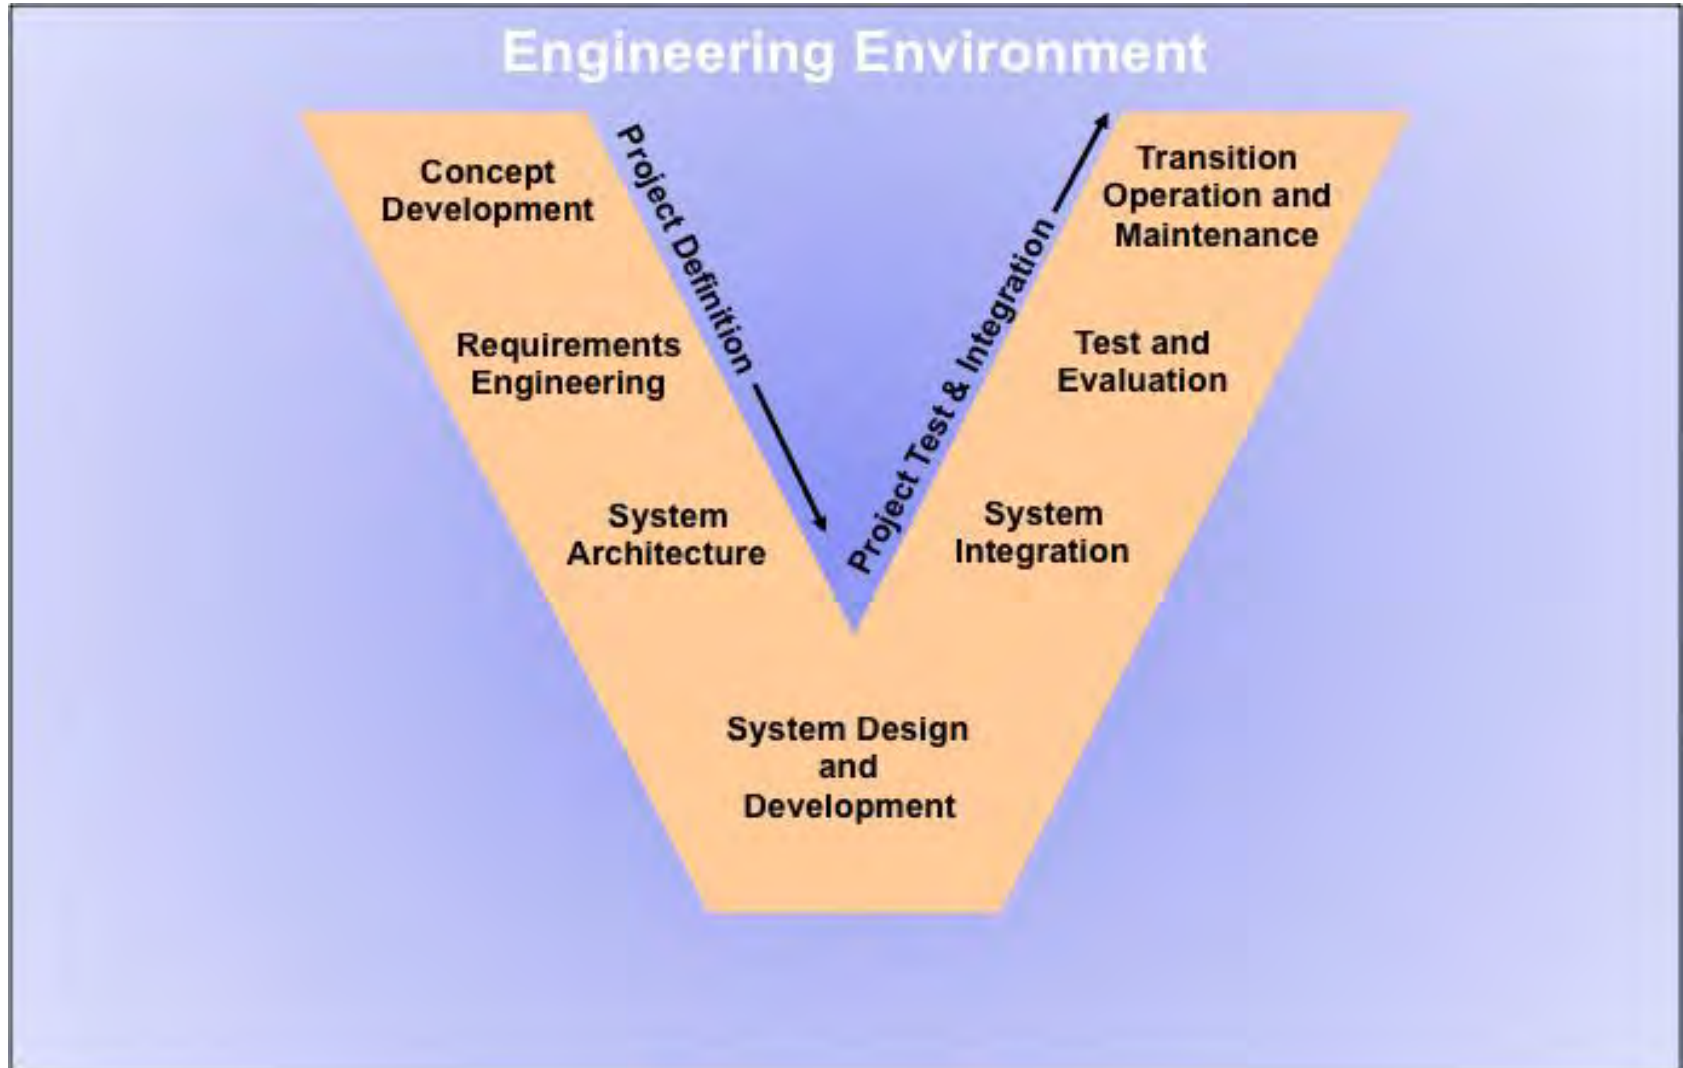 Engineering Environment
Concept
Development
Requirements
Engineering
System
Architecture
Project Definition
System Design
and
Development
Project Test & Integration
System
Integration
Test and
Evaluation
Transition
Operation and
Maintenance